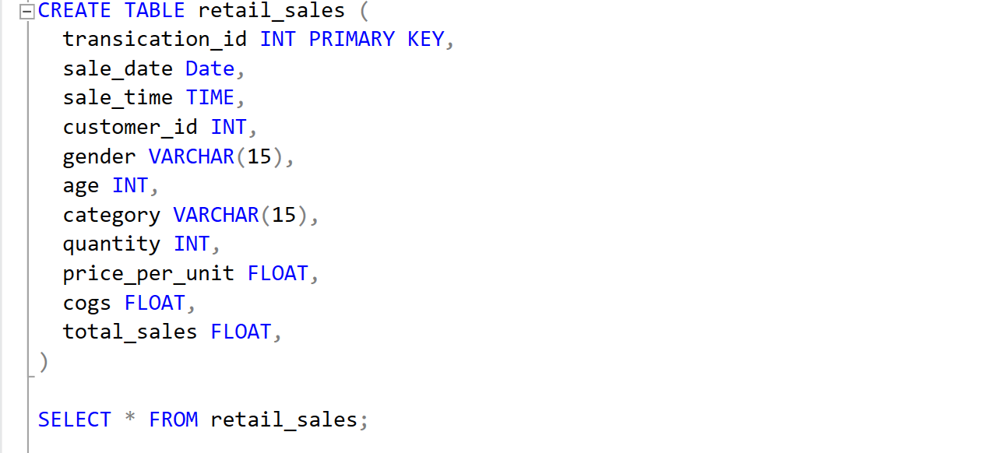 CREATE TABLE retail_sales (
transication_id INT PRIMARY KEY,
sale_date Date,
sale_time TIME,
customer_id INT,
gender VARCHAR(15),
age INT,
category VARCHAR(15),
quantity INT,
price_per_unit FLOAT,
cogs FLOAT,
total_sales FLOAT,
)
SELECT * FROM retail_sales;